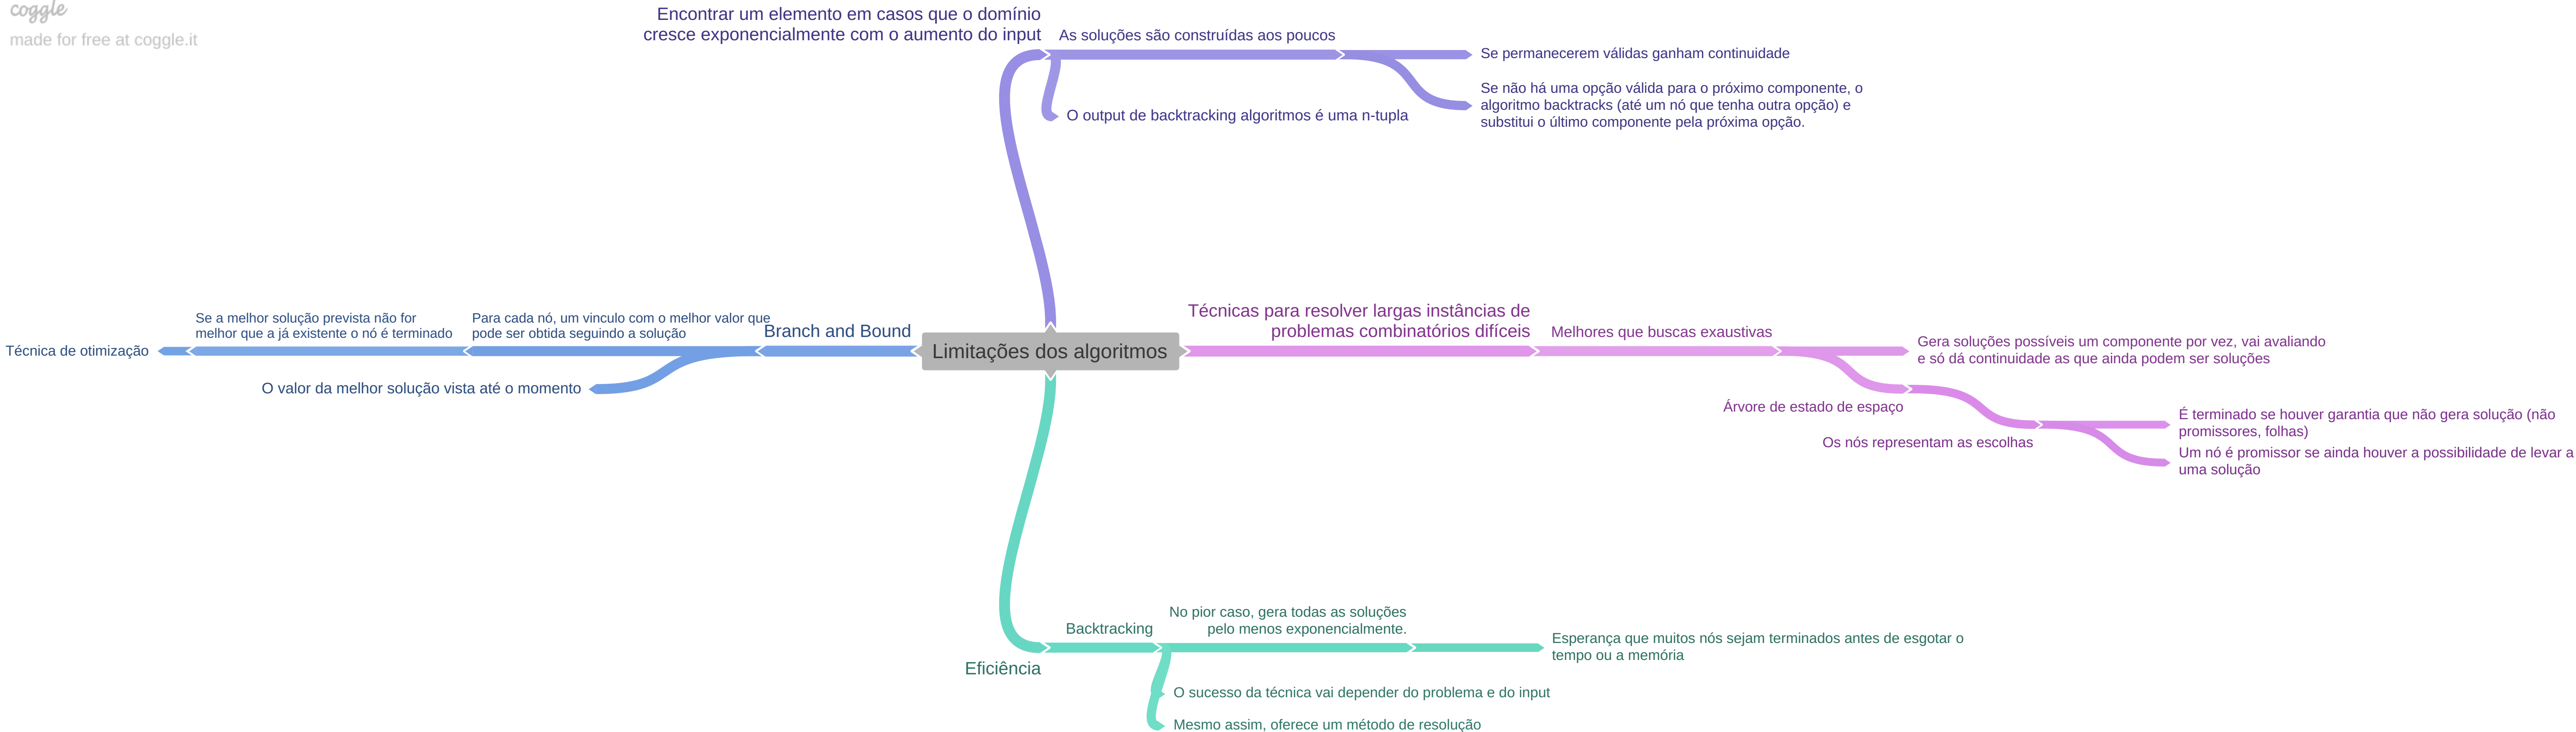 coggle
made for free at coggle.it
Encontrar um elemento em casos que o domínio
cresce exponencialmente com o aumento do input
As soluções são construídas aos poucos
Se permanecerem válidas ganham continuidade
Se não há uma opção válida para o próximo componente, o
algoritmo backtracks (até um nó que tenha outra opção) e
substitui o último componente pela próxima opção.
O output de backtracking algoritmos é uma n-tupla
Limitações dos algoritmos
Técnicas para resolver largas instâncias de
problemas combinatórios difíceis
Melhores que buscas exaustivas
Gera soluções possíveis um componente por vez, vai avaliando
e só dá continuidade as que ainda podem ser soluções
Árvore de estado de espaço
Os nós representam as escolhas
É terminado se houver garantia que não gera solução (não
promissores, folhas)
Um nó é promissor se ainda houver a possibilidade de levar a
uma solução
Branch and Bound
Para cada nó, um vinculo com o melhor valor que
pode ser obtida seguindo a solução
Se a melhor solução prevista não for
melhor que a já existente o nó é terminado
Técnica de otimização
O valor da melhor solução vista até o momento
Eficiência
Backtracking
No pior caso, gera todas as soluções
pelo menos exponencialmente.
Esperança que muitos nós sejam terminados antes de esgotar o
tempo ou a memória
O sucesso da técnica vai depender do problema e do input
Mesmo assim, oferece um método de resolução